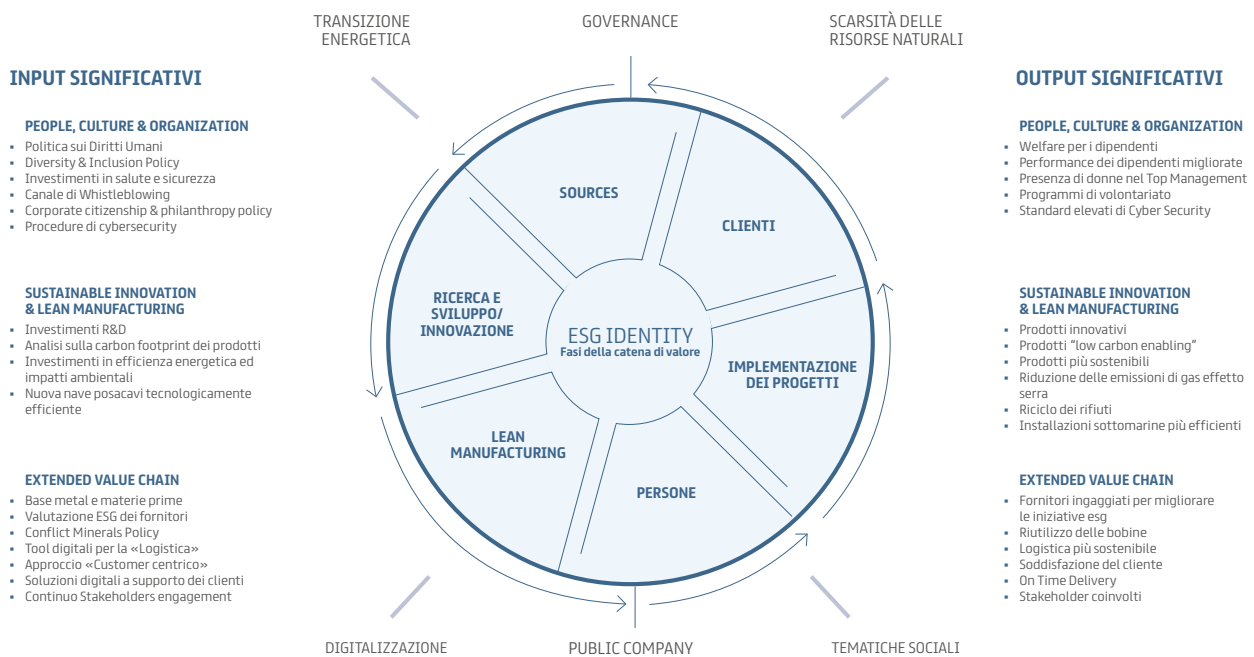 TRANSIZIONE
ENERGETICA
GOVERNANCE
SCARSITÀ DELLE
RISORSE NATURALI
INPUT SIGNIFICATIVI
PEOPLE, CULTURE & ORGANIZATION
▪ Politica sui Diritti Umani
▪ Diversity & Inclusion Policy
▪ Investimenti in salute e sicurezza
▪ Canale di Whistleblowing
▪ Corporate citizenship & philanthropy policy
▪ Procedure di cybersecurity
SUSTAINABLE INNOVATION
& LEAN MANUFACTURING
▪ Investimenti R&D
▪ Analisi sulla carbon footprint dei prodotti
▪ Investimenti in efficienza energetica ed
impatti ambientali
▪ Nuova nave posacavi tecnologicamente
efficiente
EXTENDED VALUE CHAIN
▪ Base metal e materie prime
▪ Valutazione ESG dei fornitori
▪ Conflict Minerals Policy
▪ Tool digitali per la «Logistica»
▪ Approccio «Customer centrico»
▪ Soluzioni digitali a supporto dei clienti
▪ Continuo Stakeholders engagement
SOURCES
CLIENTI
RICERCA E
SVILUPPO/
INNOVAZIONE
ESG IDENTITY
Fasi della catena di valore
IMPLEMENTAZIONE
DEI PROGETTI
LEAN
MANUFACTURING
PERSONE
OUTPUT SIGNIFICATIVI
PEOPLE, CULTURE & ORGANIZATION
▪ Welfare per i dipendenti
▪ Performance dei dipendenti migliorate
▪ Presenza di donne nel Top Management
▪ Programmi di volontariato
▪ Standard elevati di Cyber Security
SUSTAINABLE INNOVATION
& LEAN MANUFACTURING
▪ Prodotti innovativi
▪ Prodotti “low carbon enabling”
▪ Prodotti più sostenibili
▪ Riduzione delle emissioni di gas effetto
serra
▪ Riciclo dei rifiuti
▪ Installazioni sottomarine più efficienti
EXTENDED VALUE CHAIN
▪ Fornitori ingaggiati per migliorare
le iniziative esg
▪ Riutilizzo delle bobine
▪ Logistica più sostenibile
▪ Soddisfazione del cliente
▪ On Time Delivery
▪ Stakeholder coinvolti
DIGITALIZZAZIONE
PUBLIC COMPANY
TEMATICHE SOCIALI